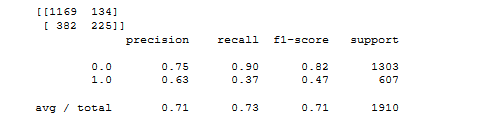 [[1169  134]
 [ 382  225]]
             precision    recall  f1-score   support

        0.0       0.75      0.90      0.82      1303
        1.0       0.63      0.37      0.47       607

avg / total       0.71      0.73      0.71      1910